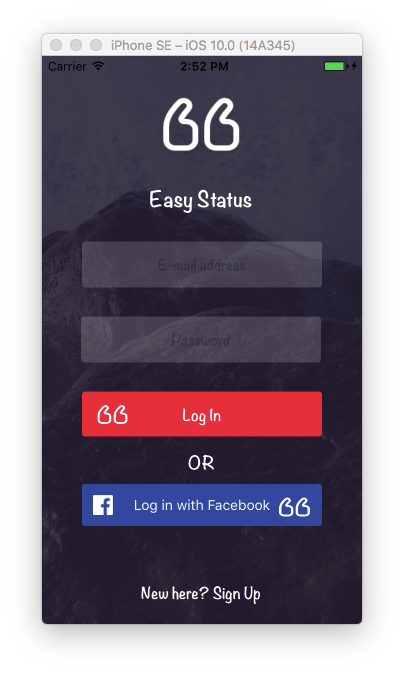 iPhone SE – iOS 10.0 (14A345)
Carrier 2:52 PM
Easy Status
E-mail address
Password
Log In
OR
Log in with Facebook
New here? Sign Up